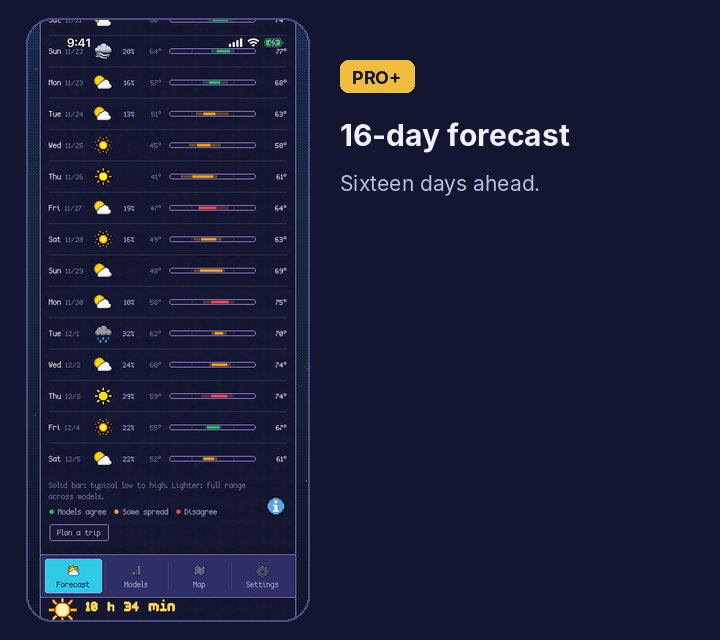 9:41
Sun 11/22 20% 64° 77°
Mon 11/23 16% 57° 68°
Tue 11/24 13% 51° 63°
Wed 11/25 45° 58°
Thu 11/26 41° 61°
Fri 11/27 19% 47° 64°
Sat 11/28 16% 49° 63°
Sun 11/29 48° 69°
Mon 11/30 10% 58° 75°
Tue 12/1 32% 62° 70°
Wed 12/2 24% 60° 74°
Thu 12/3 29% 59° 74°
Fri 12/4 22% 55° 67°
Sat 12/5 22% 52° 61°
Solid bar: typical low to high. Lighter: full range
across models.
Models agree Some spread Disagree
Plan a trip
Forecast Models Map Settings
10 h 34 min
PRO+
16-day forecast
Sixteen days ahead.